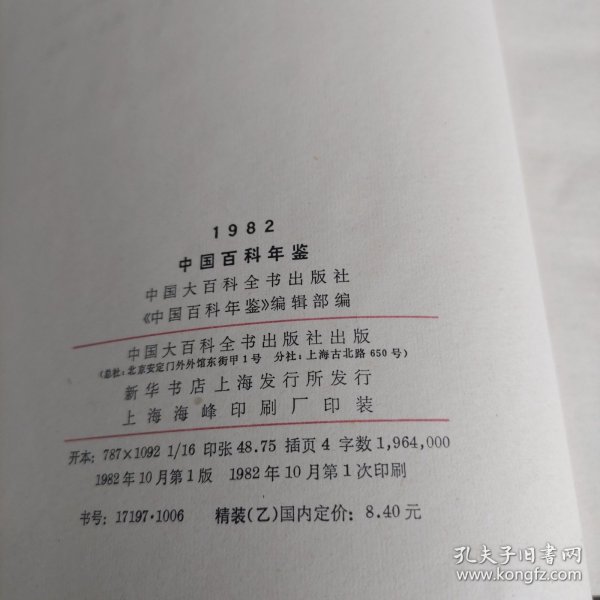 1982
中国百科年鉴
中国大百科全书出版社
《中国百科年鉴》编辑部编
中国大百科全书出版社出版
(总社:北京安定门外外馆东街甲1号 分社:上海古北路650号)
新华书店上海发行所发行
上海海峰印刷厂印装
开本:787×1092 1/16 印张48.75 插页4 字数1,964,000
1982年10月第1版 1982年10月第1次印刷
书号:17197·1006 精装(乙)国内定价:8.40元
孔夫子旧书网
www.kongfz.com